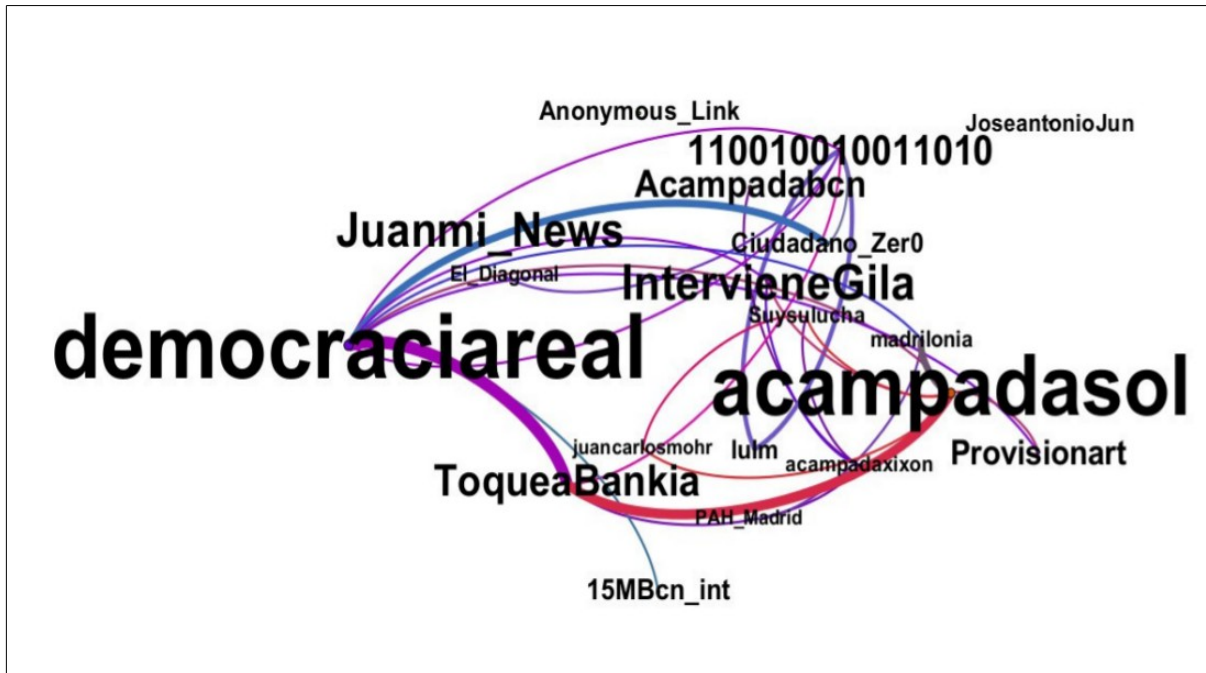 Anonymous_Link
JoseantonioJun
110010010011010
Acampadabcn
Juanmi_News
Ciudadano_Zer0
El_Diagonal
IntervieneGila
Suysulucha
democraciareal
madrilonia
acampadasol
juancarlosmohr
lulm
Provisionart
acampadaxixon
ToqueaBankia
PAH_Madrid
15MBcn_int